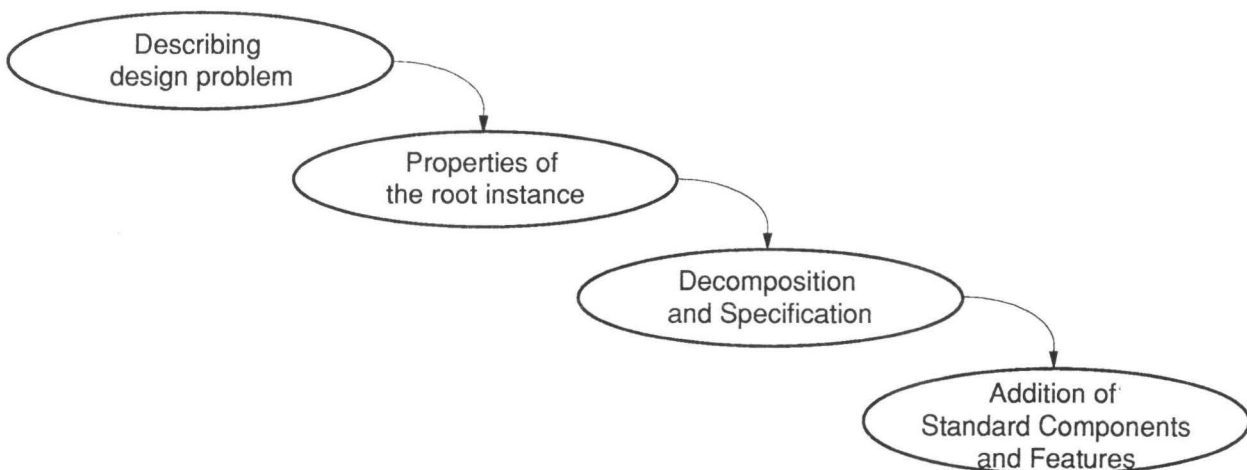 Describing
design problem
Properties of
the root instance
Decomposition
and Specification
Addition of
Standard Components
and Features